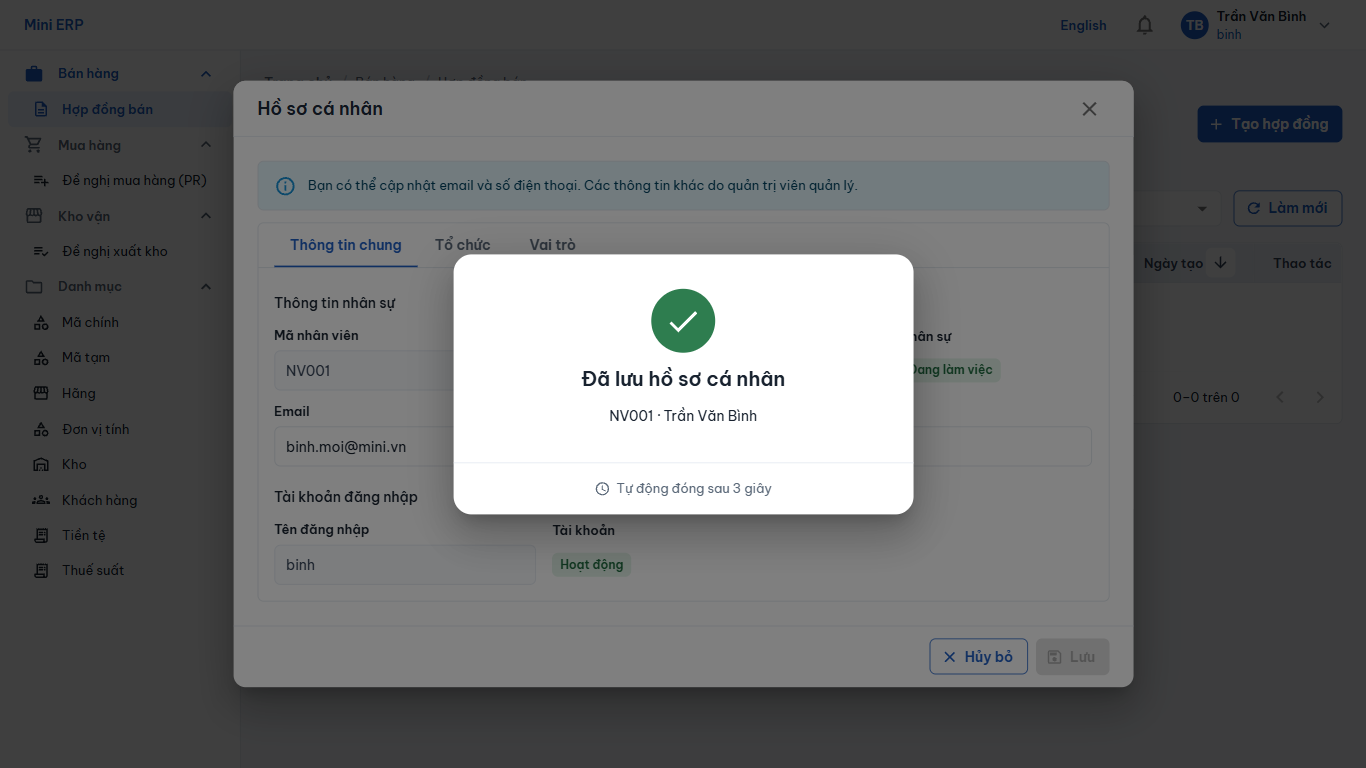 Mini ERP
English
TB
Trần Văn Bình
binh
Bán hàng
Hợp đồng bán
Mua hàng
Đề nghị mua hàng (PR)
Kho vận
Đề nghị xuất kho
Danh mục
Mã chính
Mã tạm
Hãng
Đơn vị tính
Kho
Khách hàng
Tiền tệ
Thuế suất
Tạo hợp đồng
Làm mới
Ngày tạo
Thao tác
0–0 trên 0
Hồ sơ cá nhân
Bạn có thể cập nhật email và số điện thoại. Các thông tin khác do quản trị viên quản lý.
Thông tin chung
Tổ chức
Vai trò
Thông tin nhân sự
Mã nhân viên
NV001
sự
Đang làm việc
Email
binh.moi@mini.vn
Tài khoản đăng nhập
Tên đăng nhập
binh
Tài khoản
Hoạt động
Hủy bỏ
Lưu
Đã lưu hồ sơ cá nhân
NV001 · Trần Văn Bình
Tự động đóng sau 3 giây